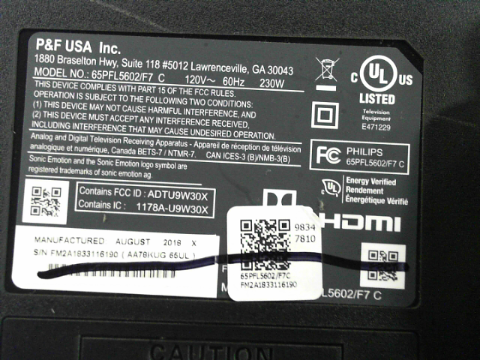 P&F USA Inc.
1880 Braselton Hwy, Suite 118 #5012 Lawrenceville, GA 30043
MODEL NO.: 65PFL5602/F7 C 120V~ 60Hz 230W
THIS DEVICE COMPLIES WITH PART 15 OF THE FCC RULES.
OPERATION IS SUBJECT TO THE FOLLOWING TWO CONDITIONS:
(1) THIS DEVICE MAY NOT CAUSE HARMFUL INTERFERENCE, AND
(2) THIS DEVICE MUST ACCEPT ANY INTERFERENCE RECEIVED,
INCLUDING INTERFERENCE THAT MAY CAUSE UNDESIRED OPERATION.
Analog and Digital Television Receiving Apparatus - Appareil de réception de télévision
analogique et numérique, Canada BETS-7 / NTMR-7. CAN ICES-3 (B)/NMB-3(B)
Sonic Emotion and the Sonic Emotion logo symbol are
registered trademarks of sonic emotion ag.
C UL US
LISTED
Television
Equipment
E471229
FC PHILIPS
65PFL5602/F7 C
UL Energy Verified
Rendement
Énergétique Vérifié
Contains FCC ID : ADTU9W30X
Contains IC : 1178A-U9W30X
HDMI
MANUFACTURED AUGUST 2018 X
S/N FM2A1833116190 ( AA78KUG 65UL )
9834
7810
65PFL5602/F7C
FM2A1833116190
PFL5602/F7 C
CAUTION